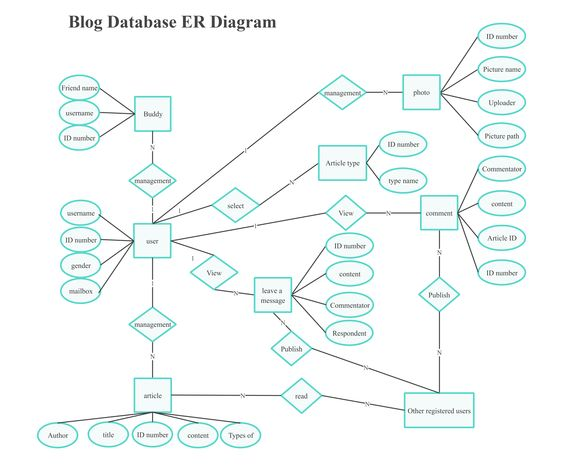 Blog Database ER Diagram
ID number
Picture name
Uploader
Picture path
photo
N
management
1
Friend name
username
ID number
Buddy
N
management
1
Article type
ID number
type name
N
select
1
Commentator
content
Article ID
ID number
comment
N
View
1
username
ID number
gender
mailbox
user
1
View
N
leave a
message
ID number
content
Commentator
Respondent
N
Publish
N
N
Publish
N
1
management
N
article
N
read
N
Other registered users
Author
title
ID number
content
Types of